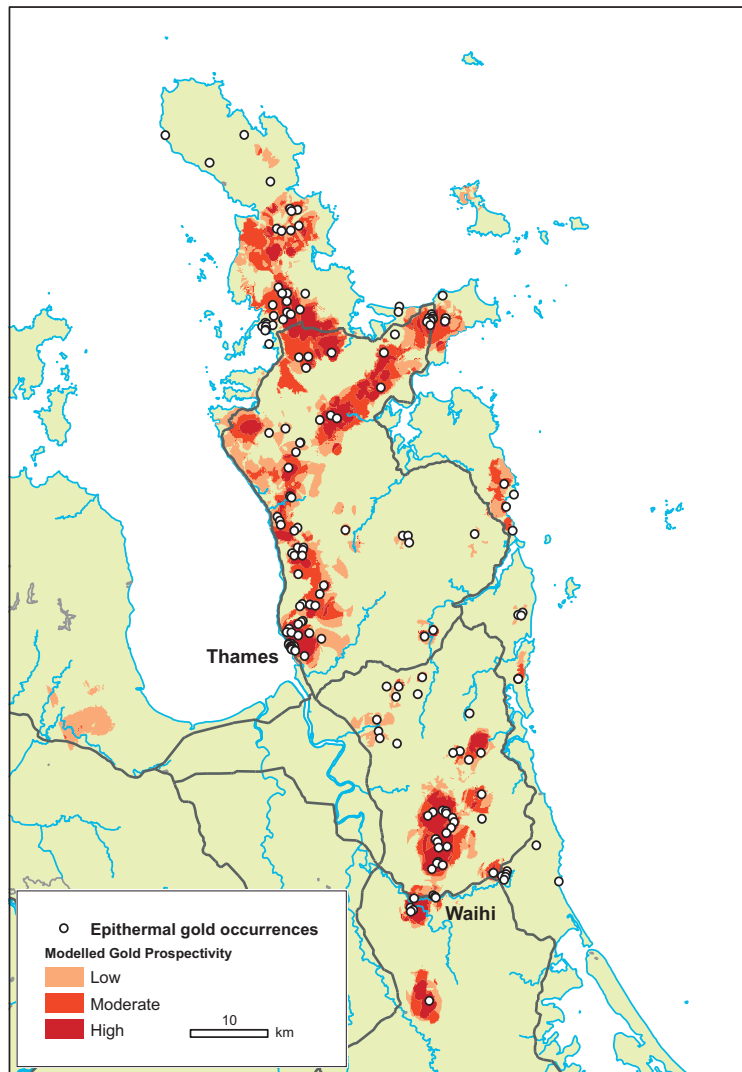 Thames
Waihi
Epithermal gold occurrences
Modelled Gold Prospectivity
Low
Moderate
High
10
km